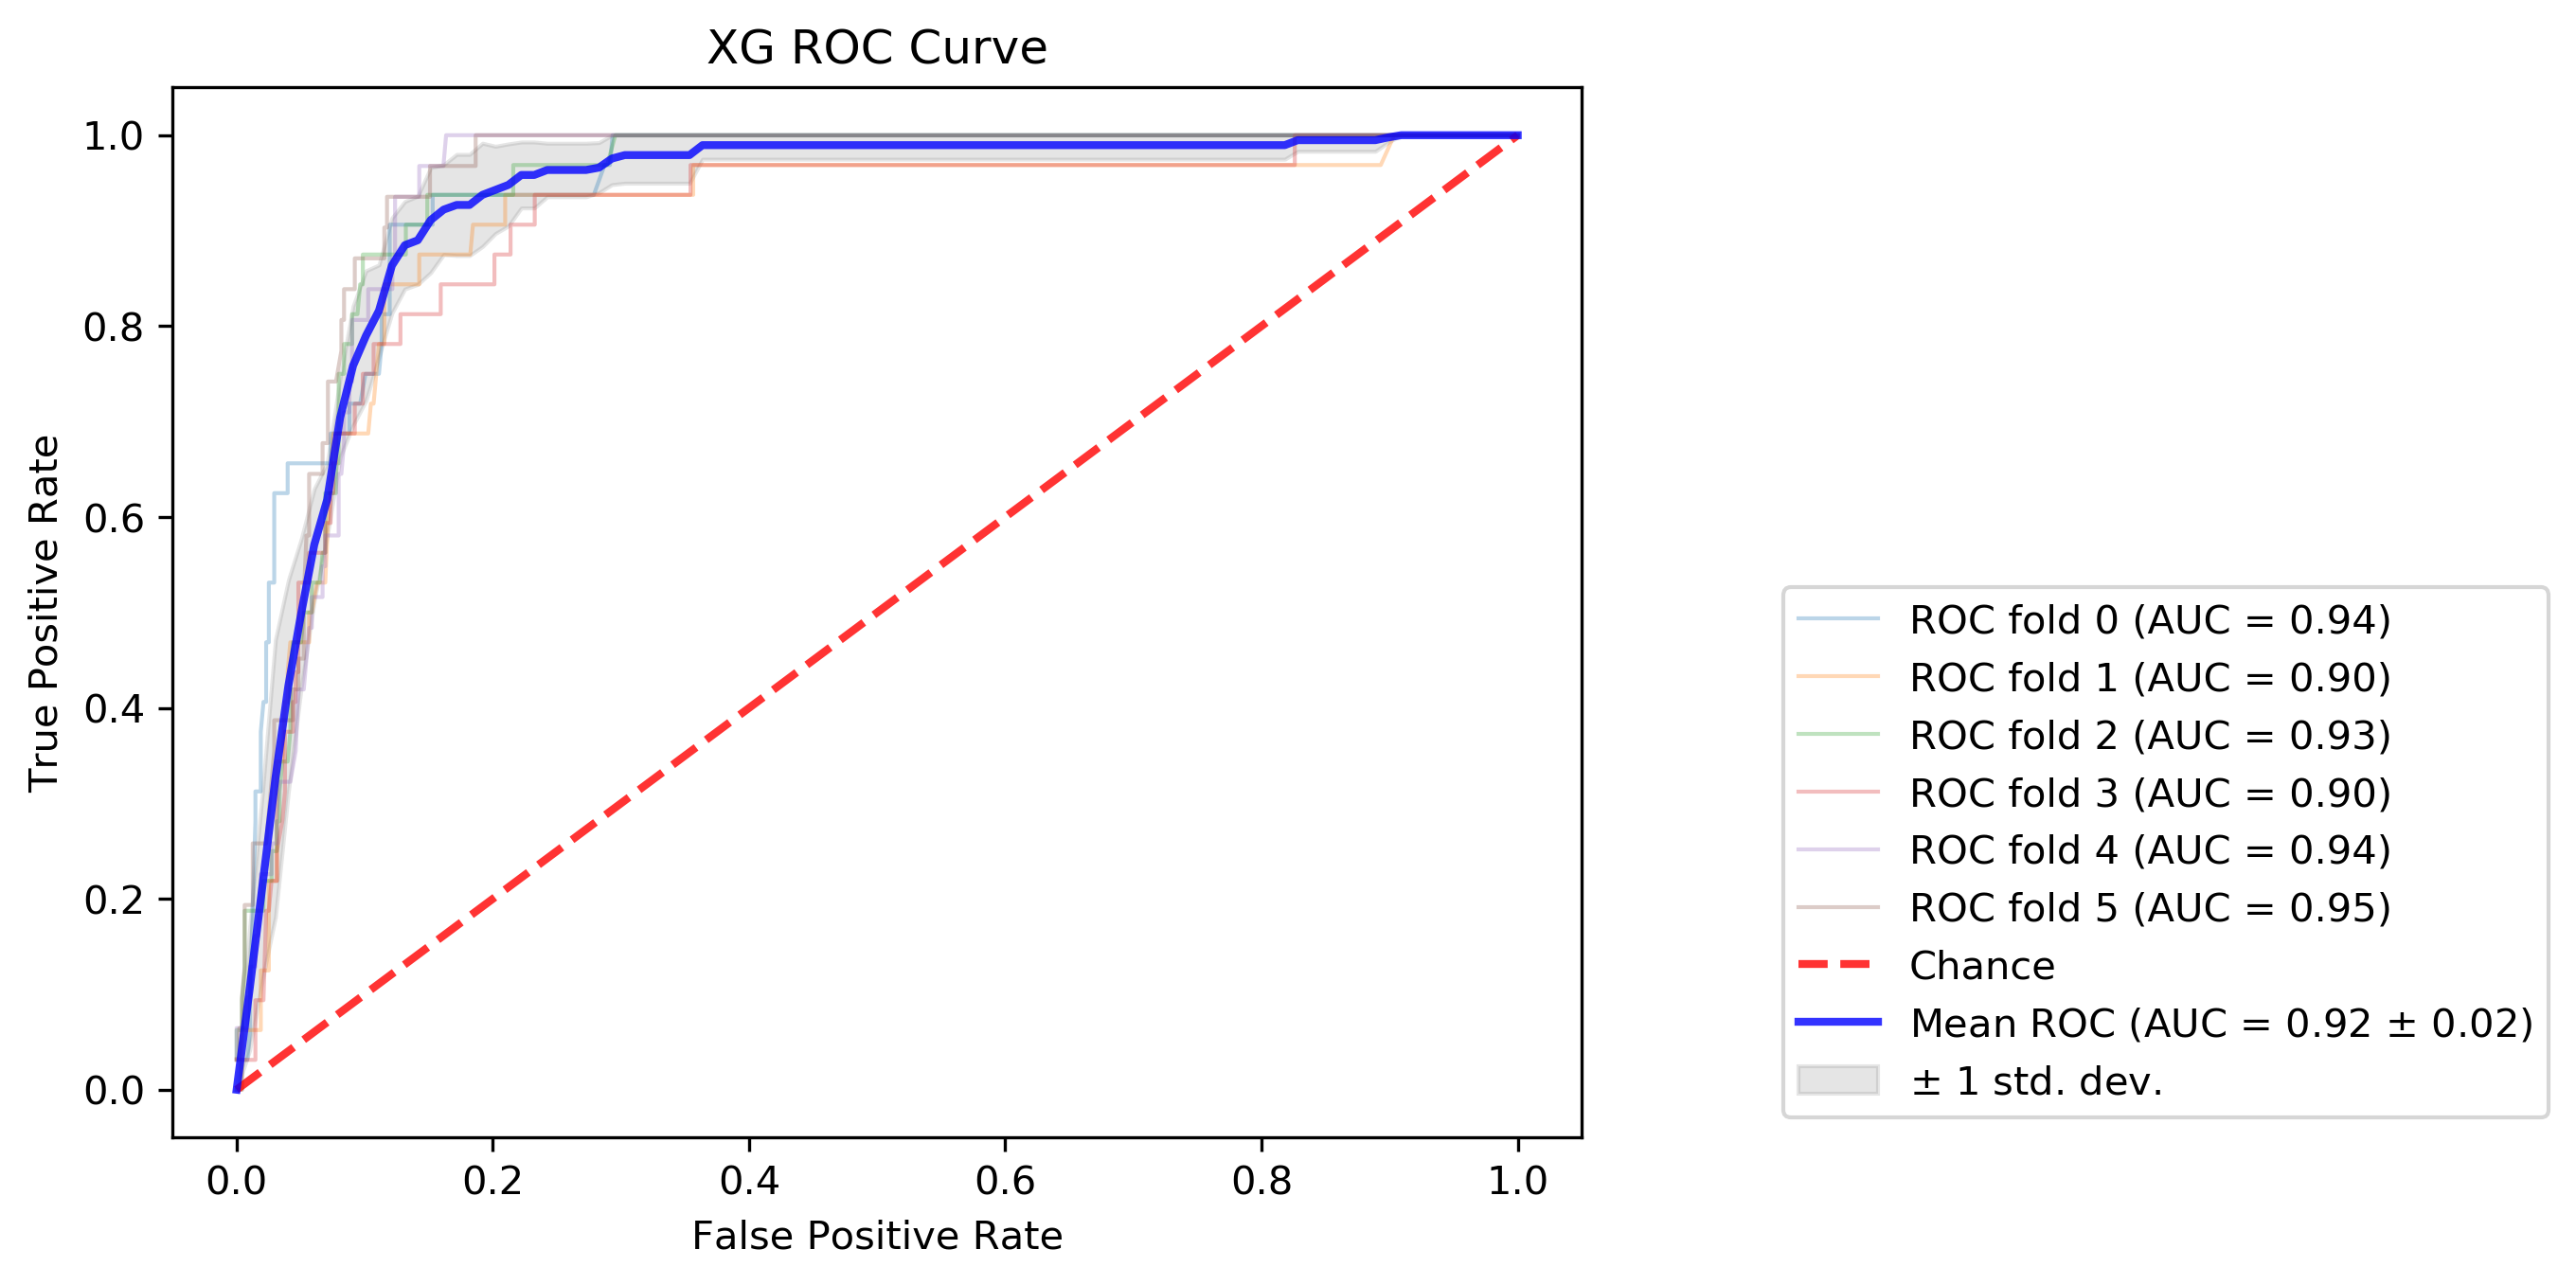 XG ROC Curve
True Positive Rate
1.0
0.8
0.6
0.4
0.2
0.0
0.0 0.2 0.4 0.6 0.8 1.0
False Positive Rate
ROC fold 0 (AUC = 0.94)
ROC fold 1 (AUC = 0.90)
ROC fold 2 (AUC = 0.93)
ROC fold 3 (AUC = 0.90)
ROC fold 4 (AUC = 0.94)
ROC fold 5 (AUC = 0.95)
Chance
Mean ROC (AUC = 0.92 ± 0.02)
± 1 std. dev.